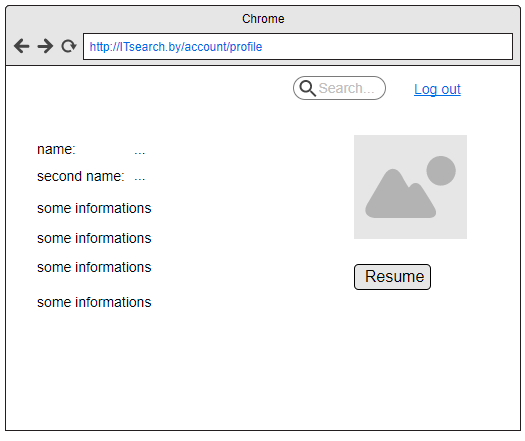 Chrome
http://ITsearch.by/account/profile
Search...
Log out
name: ...
second name: ...
some informations
some informations
some informations
some informations
Resume